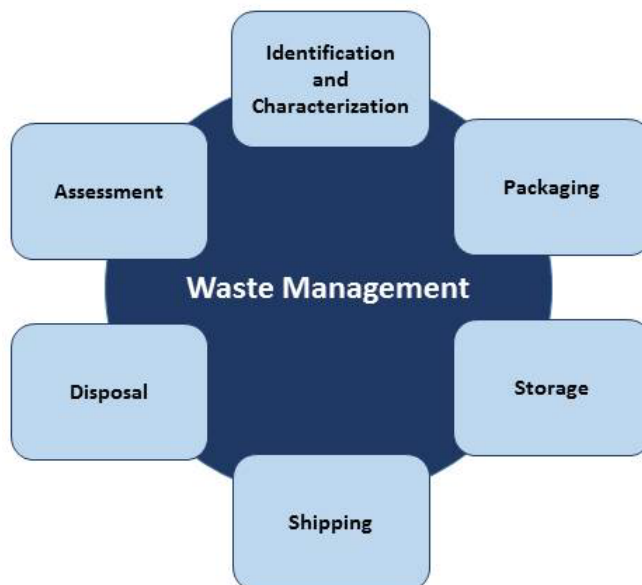 Identification
and
Characterization
Packaging
Storage
Shipping
Disposal
Assessment
Waste Management